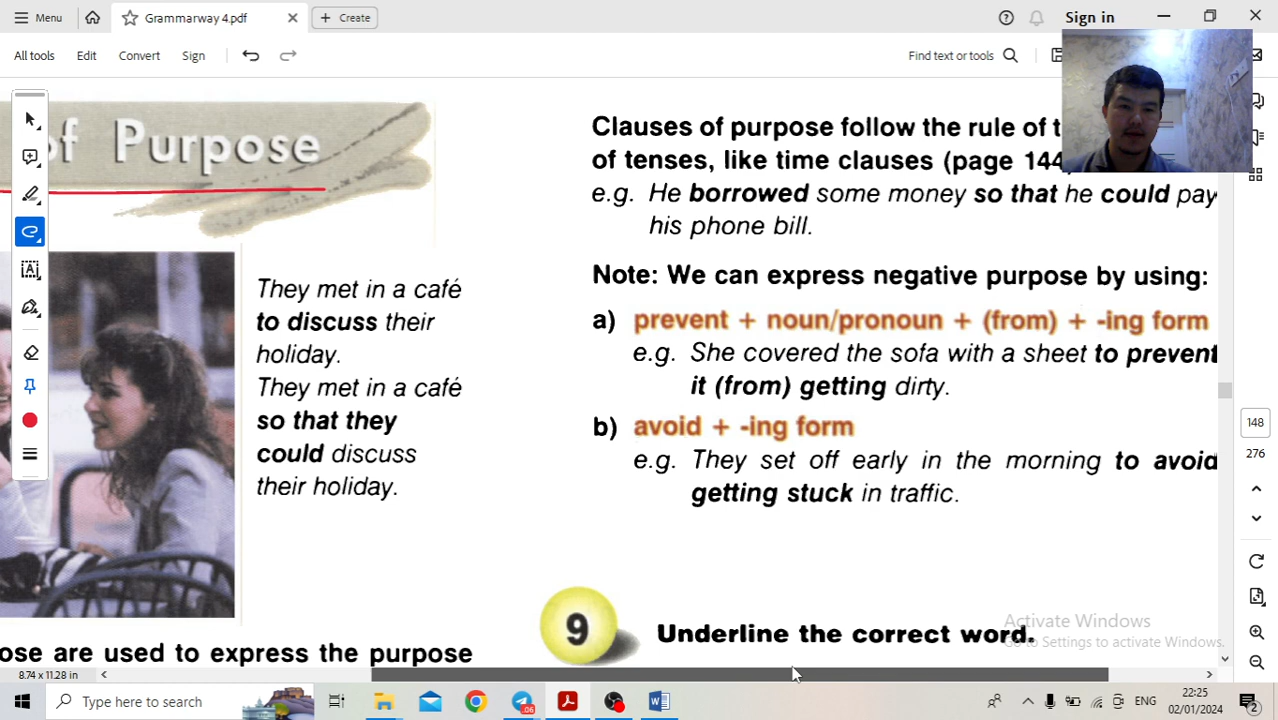 Menu
Grammarway 4.pdf
Create
Sign in
All tools
Edit
Convert
Sign
Find text or tools
of Purpose
They met in a café
to discuss their
holiday.
They met in a café
so that they
could discuss
their holiday.
ose are used to express the purpose
Clauses of purpose follow the rule of
of tenses, like time clauses (page 144
e.g. He borrowed some money so that he could pay
his phone bill.
Note: We can express negative purpose by using:
a) prevent + noun/pronoun + (from) + -ing form
e.g. She covered the sofa with a sheet to prevent
it (from) getting dirty.
b) avoid + -ing form
e.g. They set off early in the morning to avoid
getting stuck in traffic.
9 Underline the correct word.
Activate Windows
Go to Settings to activate Windows.
148
276
8.74 x 11.28 in
Type here to search
.06
ENG
22:25
02/01/2024
2